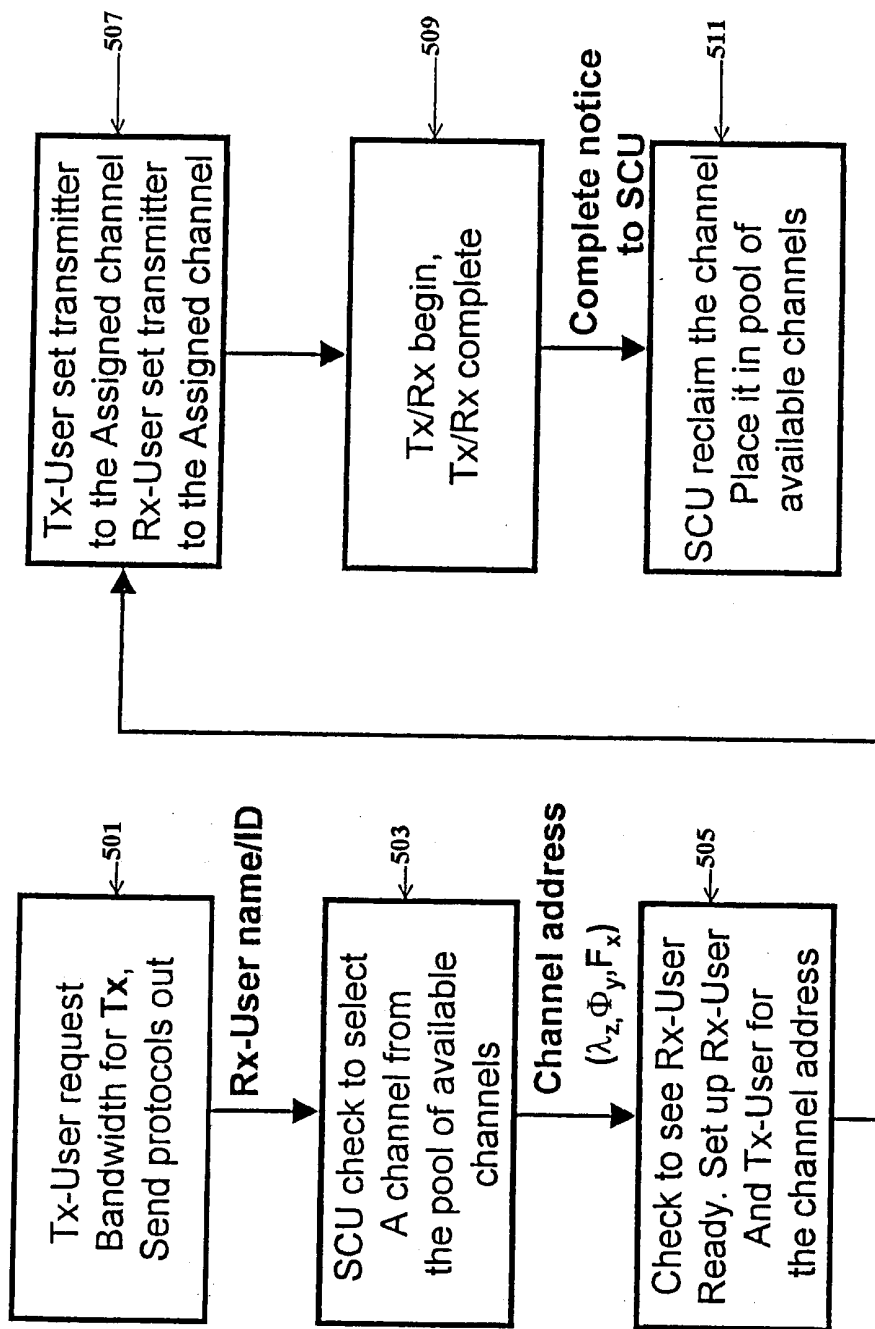 Tx-User request
Bandwidth for Tx,
Send protocols out
501
Rx-User name/ID
SCU check to select
A channel from
the pool of available
channels
503
Channel address
(λz,Φy,Fx)
Check to see Rx-User
Ready. Set up Rx-User
And Tx-User for
the channel address
505
Tx-User set transmitter
to the Assigned channel
Rx-User set transmitter
to the Assigned channel
507
Tx/Rx begin,
Tx/Rx complete
509
Complete notice
to SCU
SCU reclaim the channel
Place it in pool of
available channels
511